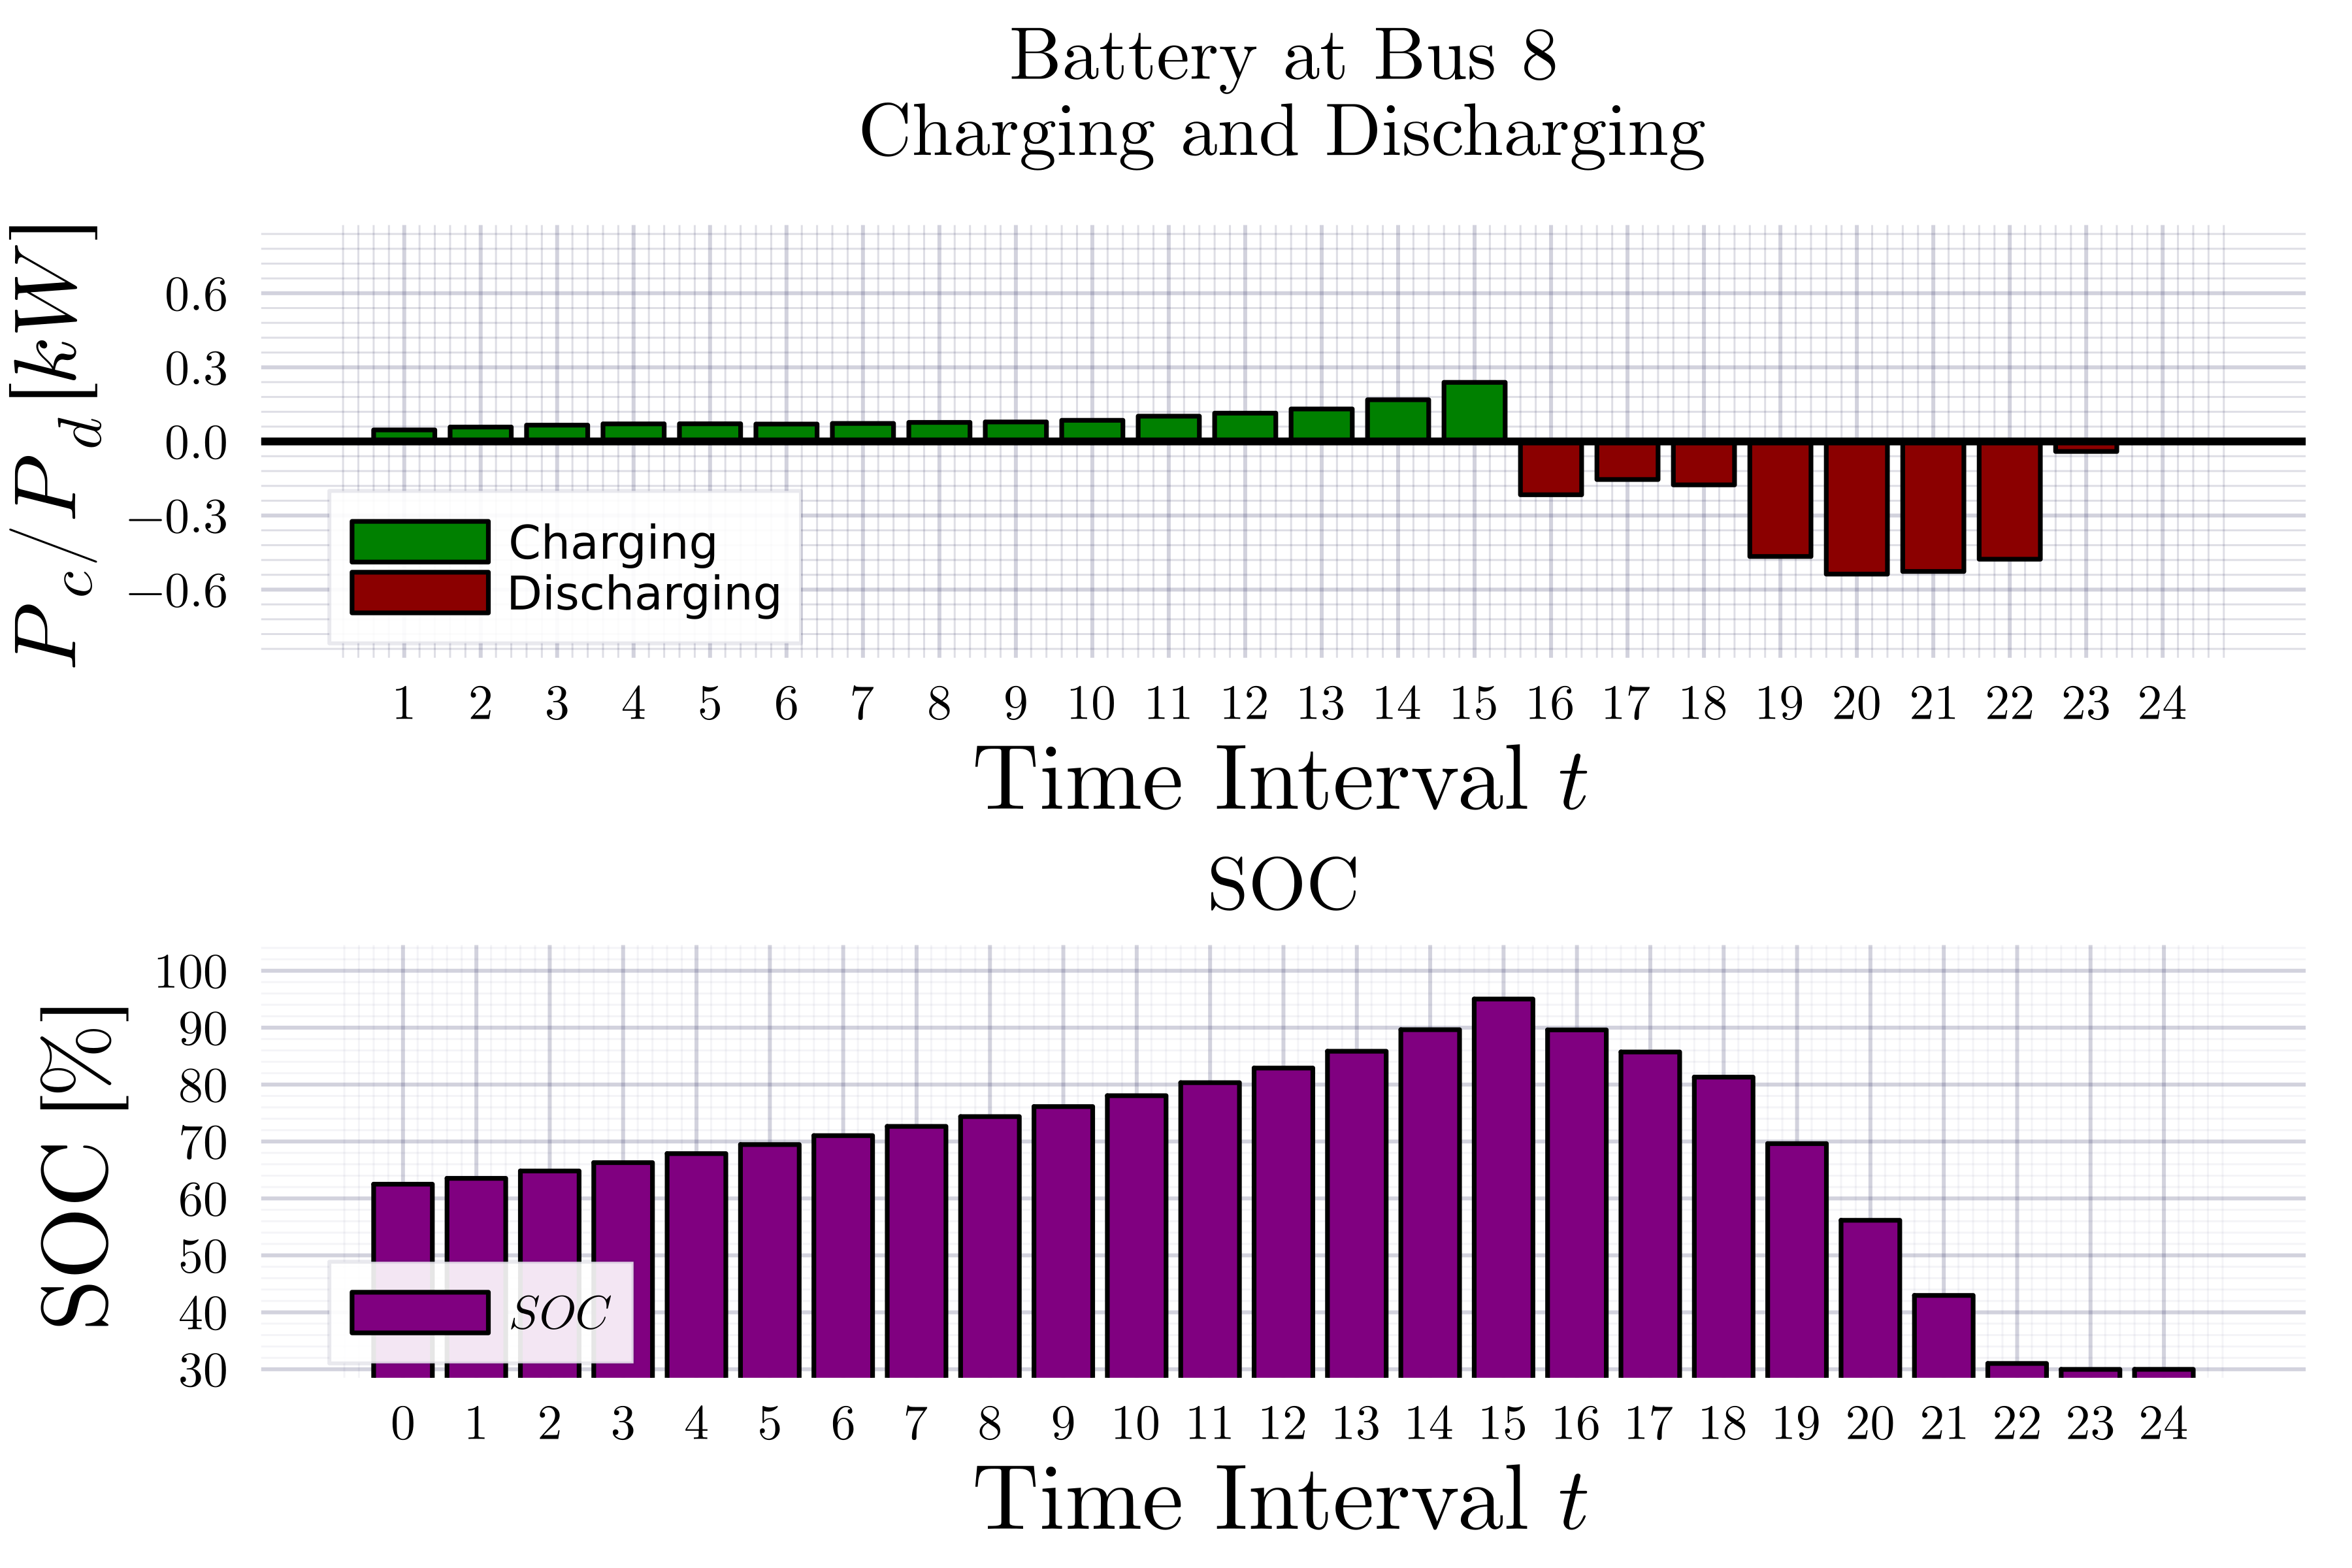 Battery at Bus 8
Charging and Discharging
P_c/P_d [kW]
0.6
0.3
0.0
−0.3
−0.6
Charging
Discharging
1 2 3 4 5 6 7 8 9 10 11 12 13 14 15 16 17 18 19 20 21 22 23 24
Time Interval t
SOC
SOC [%]
100
90
80
70
60
50
40
30
SOC
0 1 2 3 4 5 6 7 8 9 10 11 12 13 14 15 16 17 18 19 20 21 22 23 24
Time Interval t